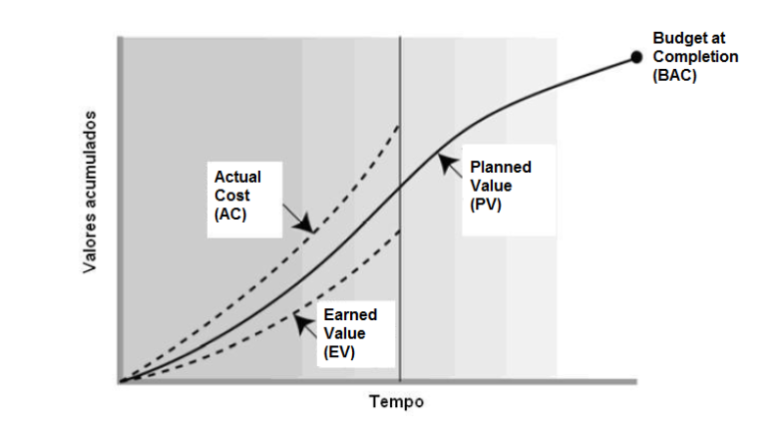 Budget at
Completion
(BAC)
Actual
Cost
(AC)
Planned
Value
(PV)
Earned
Value
(EV)
Valores acumulados
Tempo